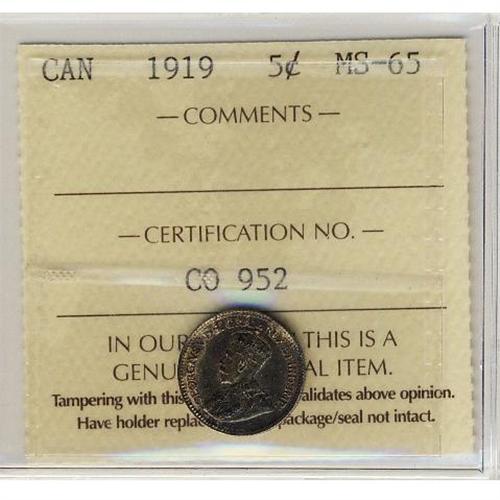 CAN 1919 5¢ MS-65
— COMMENTS —
— CERTIFICATION NO. —
CO 952
IN OUR THIS IS A
GENU AL ITEM.
Tampering with this alidates above opinion.
Have holder repla package/seal not intact.